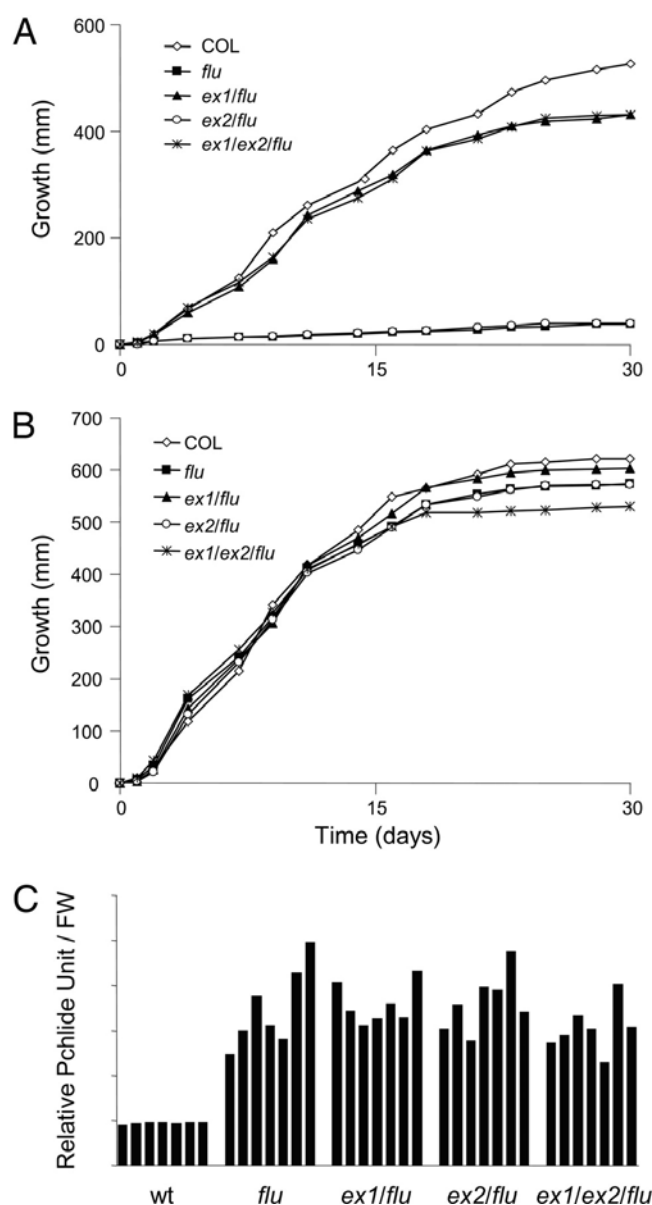 A
600
400
200
0
Growth (mm)
COL
flu
ex1/flu
ex2/flu
ex1/ex2/flu
0 15 30
B
700
600
500
400
300
200
100
0
Growth (mm)
COL
flu
ex1/flu
ex2/flu
ex1/ex2/flu
0 15 30
Time (days)
C
Relative Pchlide Unit / FW
wt flu ex1/flu ex2/flu ex1/ex2/flu